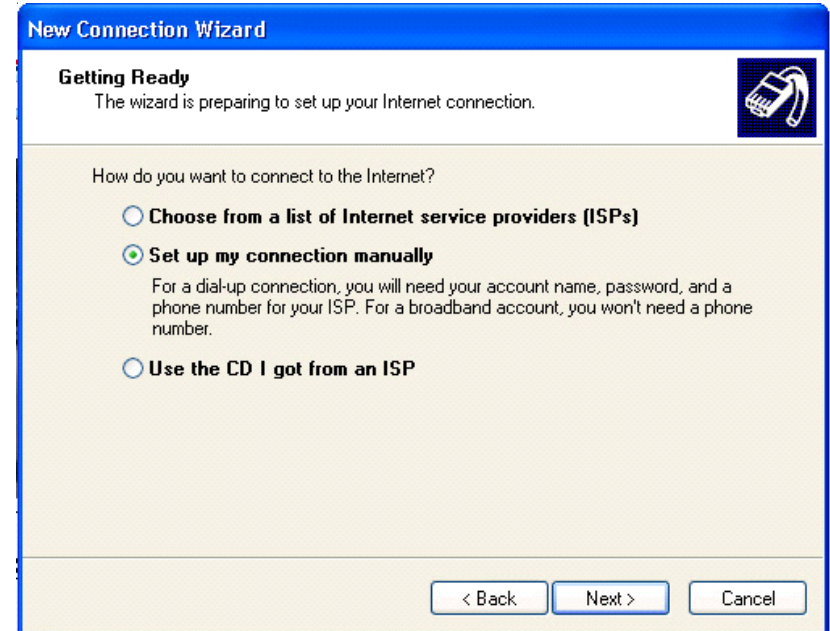 New Connection Wizard
Getting Ready
The wizard is preparing to set up your Internet connection.
How do you want to connect to the Internet?
Choose from a list of Internet service providers (ISPs)
Set up my connection manually
For a dial-up connection, you will need your account name, password, and a
phone number for your ISP. For a broadband account, you won't need a phone
number.
Use the CD I got from an ISP
< Back Next > Cancel